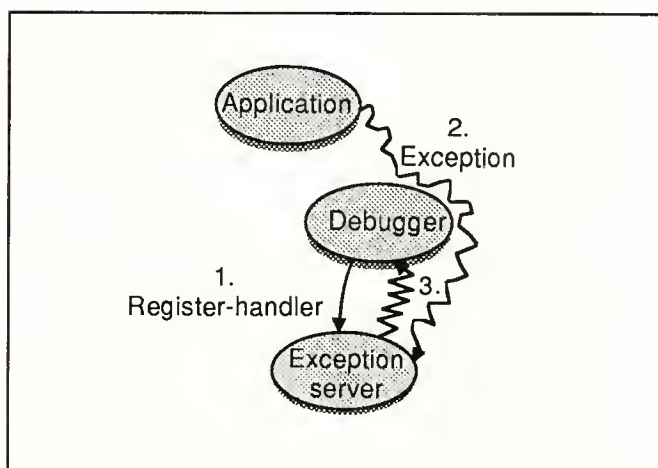 Application
2.
Exception
Debugger
1.
Register-handler
3.
Exception
server